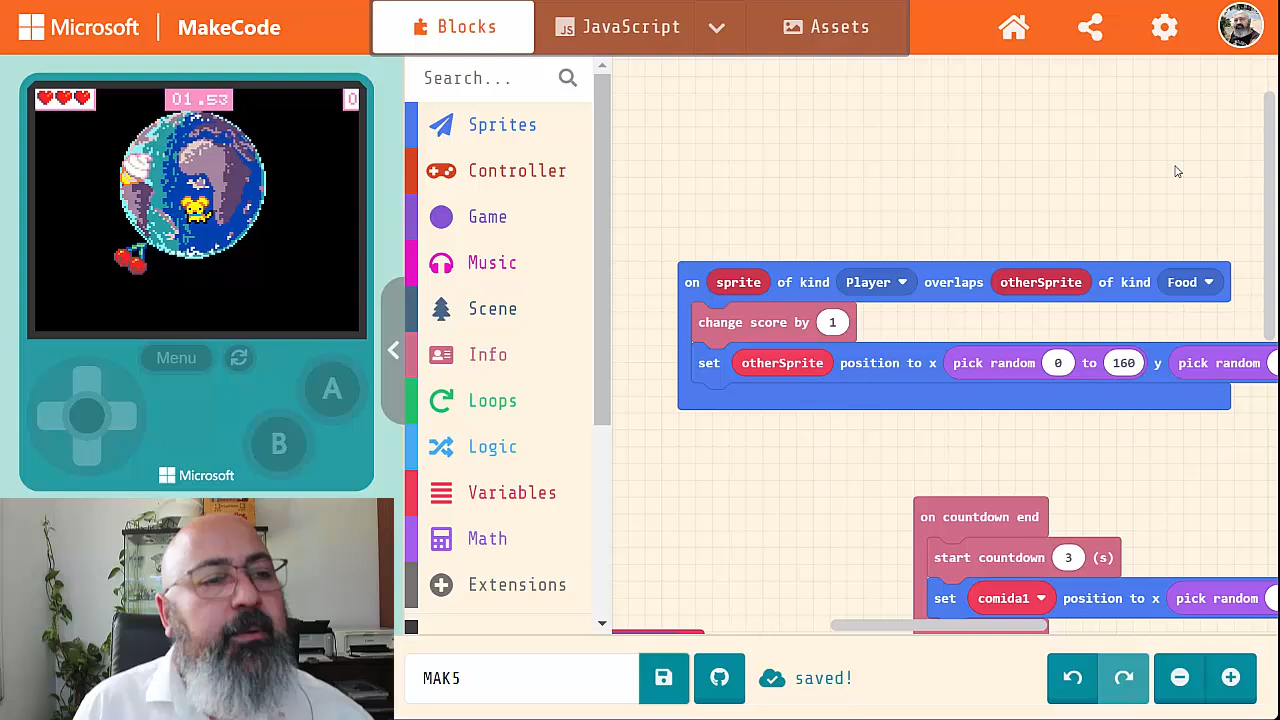 Microsoft MakeCode Blocks JavaScript Assets
01.53 0
Search...
Sprites
Controller
Game
Music
Scene
Info
Loops
Logic
Variables
Math
Extensions
Menu
A
B
Microsoft
on sprite of kind Player overlaps otherSprite of kind Food
change score by 1
set otherSprite position to x pick random 0 to 160 y pick random
on countdown end
start countdown 3 (s)
set comida1 position to x pick random
MAK5 saved!